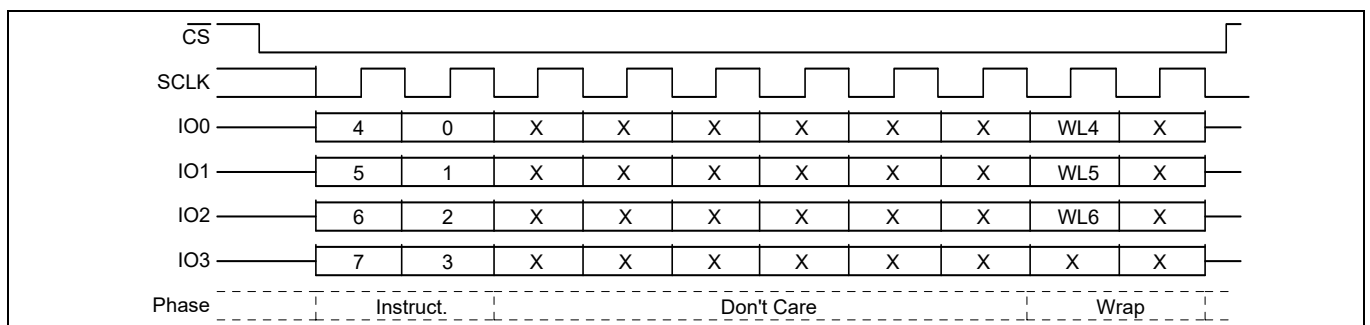 CS
SCLK
IO0 4 0 X X X X X X WL4 X
IO1 5 1 X X X X X X WL5 X
IO2 6 2 X X X X X X WL6 X
IO3 7 3 X X X X X X X X
Phase Instruct. Don't Care Wrap